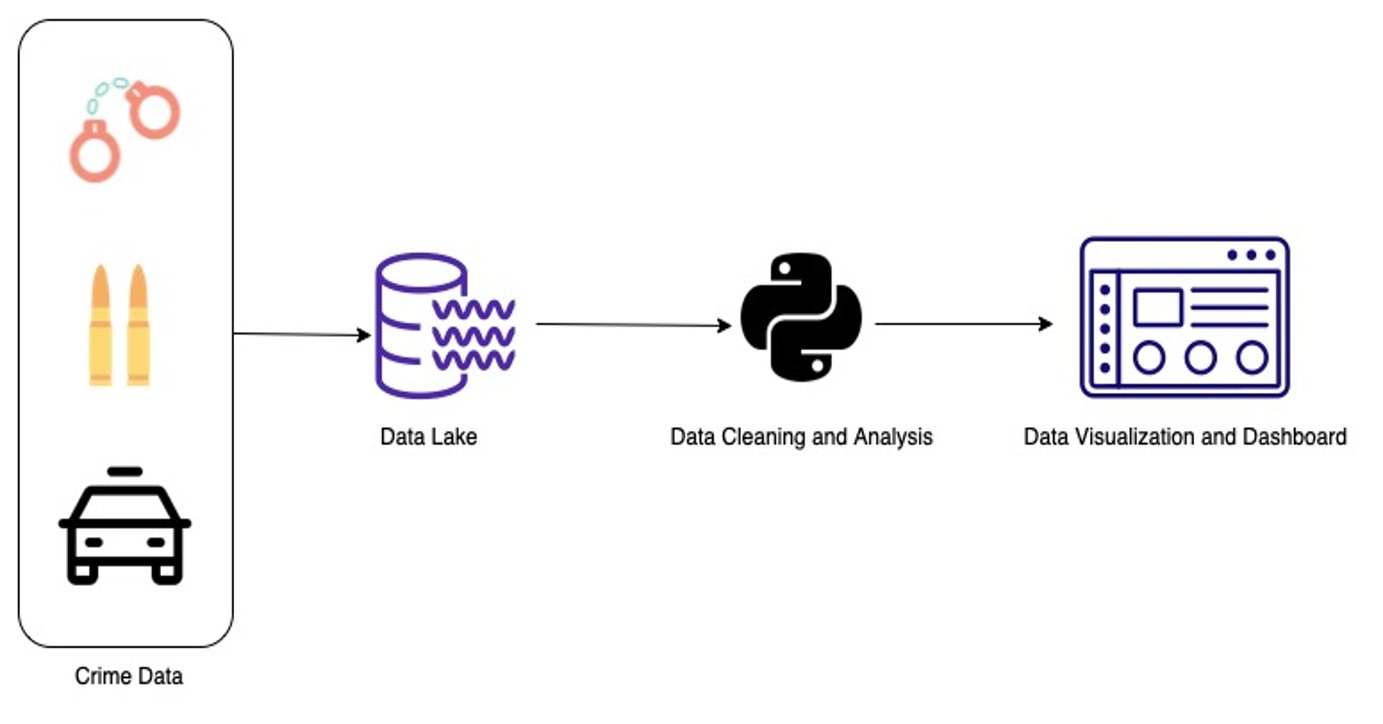 Data Lake
Data Cleaning and Analysis
Data Visualization and Dashboard
Crime Data